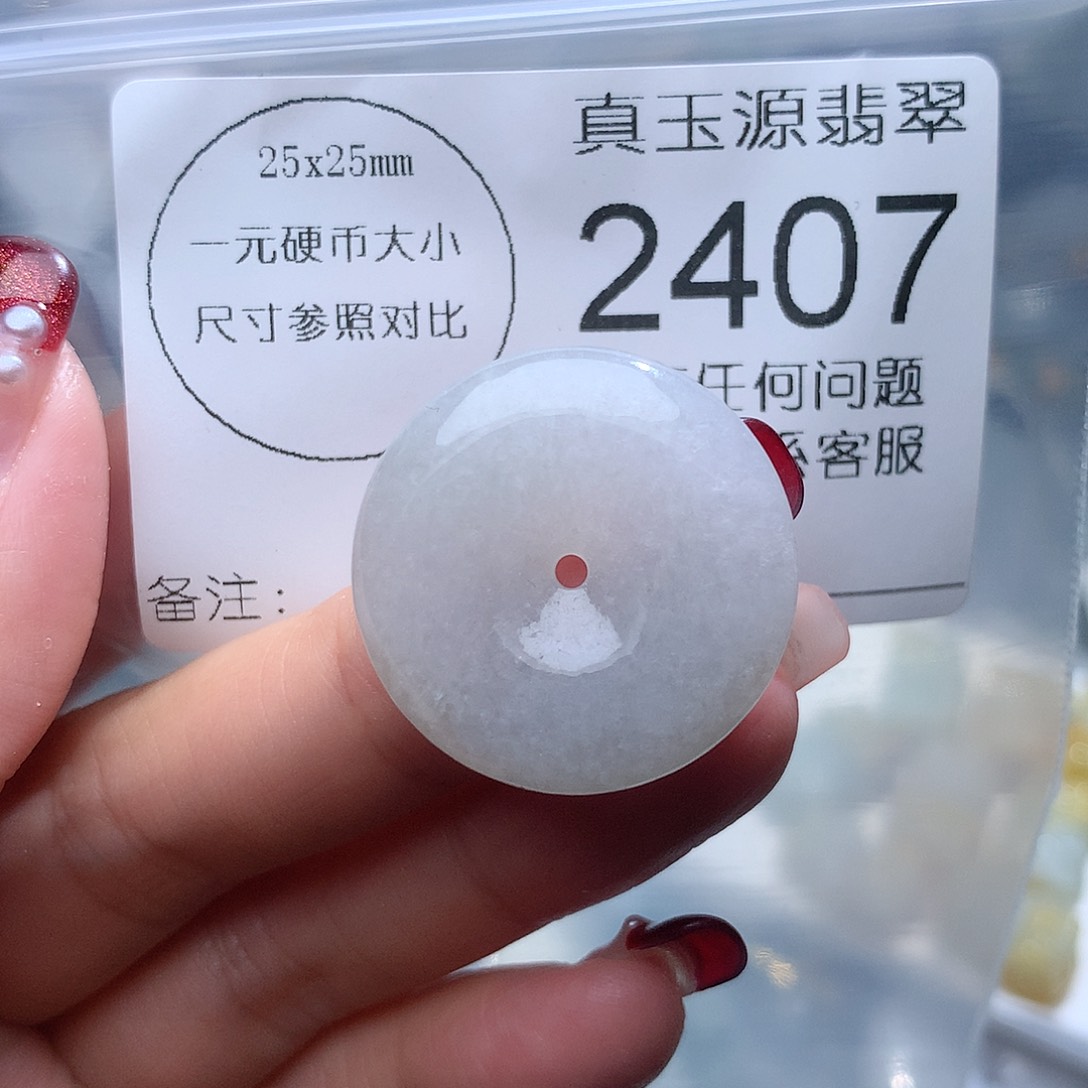 25x25mm
一元硬币大小
尺寸参照对比
真玉源翡翠
2407
任何问题
系客服
备注: